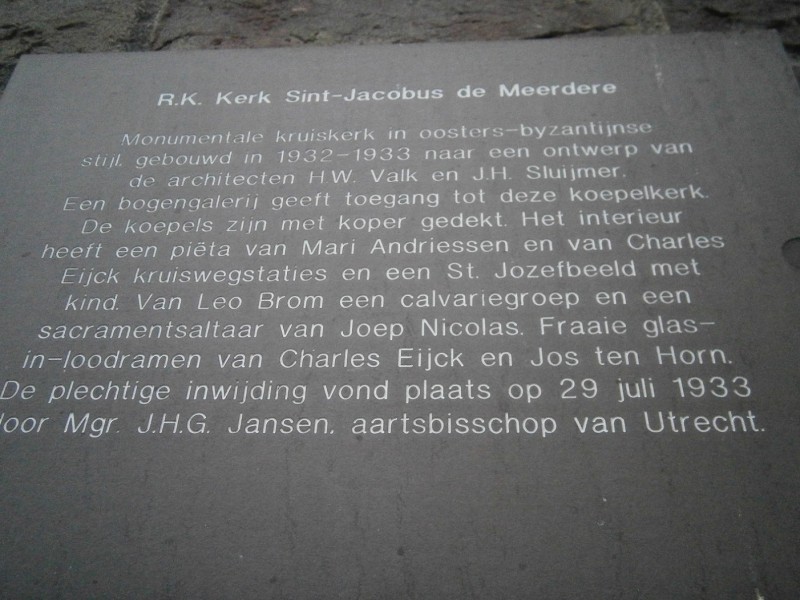 R.K. Kerk Sint-Jacobus de Meerdere
Monumentale kruiskerk in oosters-byzantijnse
stijl, gebouwd in 1932-1933 naar een ontwerp van
de architecten H.W. Valk en J.H. Sluijmer.
Een bogengalerij geeft toegang tot deze koepelkerk.
De koepels zijn met koper gedekt. Het interieur
heeft een piëta van Mari Andriessen en van Charles
Eijck kruiswegstaties en een St. Jozefbeeld met
kind. Van Leo Brom een calvariegroep en een
sacramentsaltaar van Joep Nicolas. Fraaie glas-
in-loodramen van Charles Eijck en Jos ten Horn.
De plechtige inwijding vond plaats op 29 juli 1933
door Mgr. J.H.G. Jansen, aartsbisschop van Utrecht.